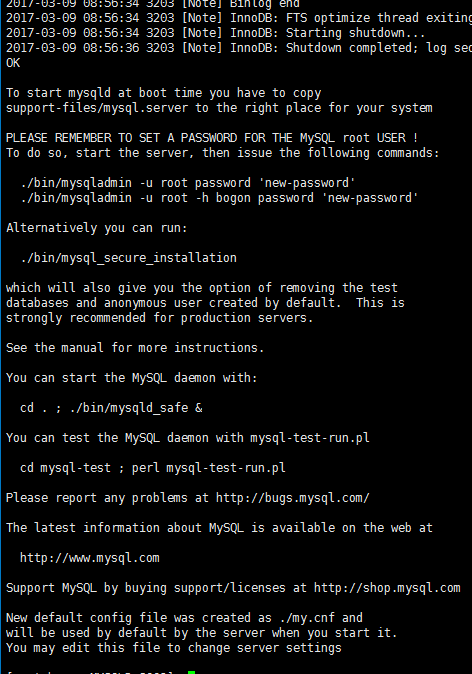 2017-03-09 08:56:34 3203 [Note] Binlog end
2017-03-09 08:56:34 3203 [Note] InnoDB: FTS optimize thread exiting
2017-03-09 08:56:34 3203 [Note] InnoDB: Starting shutdown...
2017-03-09 08:56:36 3203 [Note] InnoDB: Shutdown completed; log seq
OK
To start mysqld at boot time you have to copy
support-files/mysql.server to the right place for your system
PLEASE REMEMBER TO SET A PASSWORD FOR THE MySQL root USER !
To do so, start the server, then issue the following commands:
./bin/mysqladmin -u root password 'new-password'
./bin/mysqladmin -u root -h bogon password 'new-password'
Alternatively you can run:
./bin/mysql_secure_installation
which will also give you the option of removing the test
databases and anonymous user created by default.  This is
strongly recommended for production servers.
See the manual for more instructions.
You can start the MySQL daemon with:
cd . ; ./bin/mysqld_safe &
You can test the MySQL daemon with mysql-test-run.pl
cd mysql-test ; perl mysql-test-run.pl
Please report any problems at http://bugs.mysql.com/
The latest information about MySQL is available on the web at
http://www.mysql.com
Support MySQL by buying support/licenses at http://shop.mysql.com
New default config file was created as ./my.cnf and
will be used by default by the server when you start it.
You may edit this file to change server settings